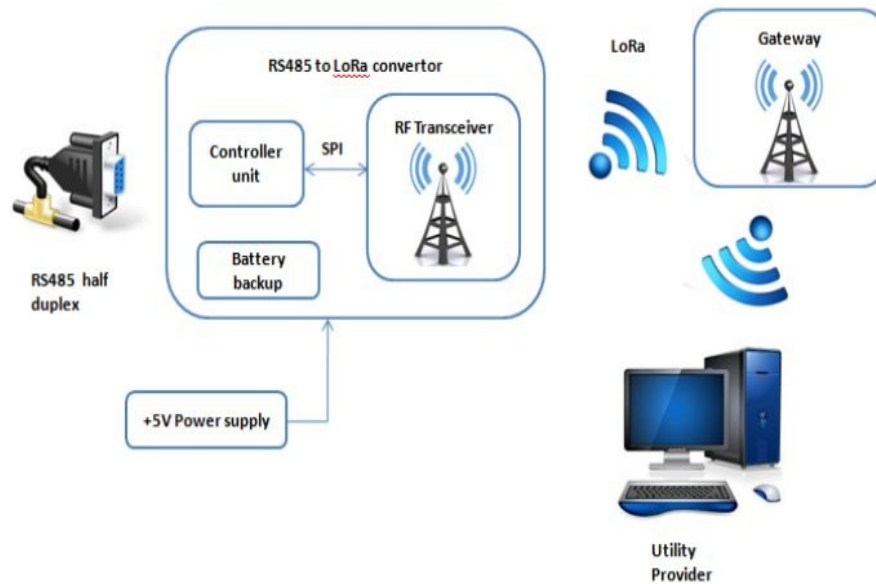 RS485 to LoRa convertor
Controller
unit
SPI
RF Transceiver
Battery
backup
RS485 half
duplex
+5V Power supply
LoRa
Gateway
Utility
Provider